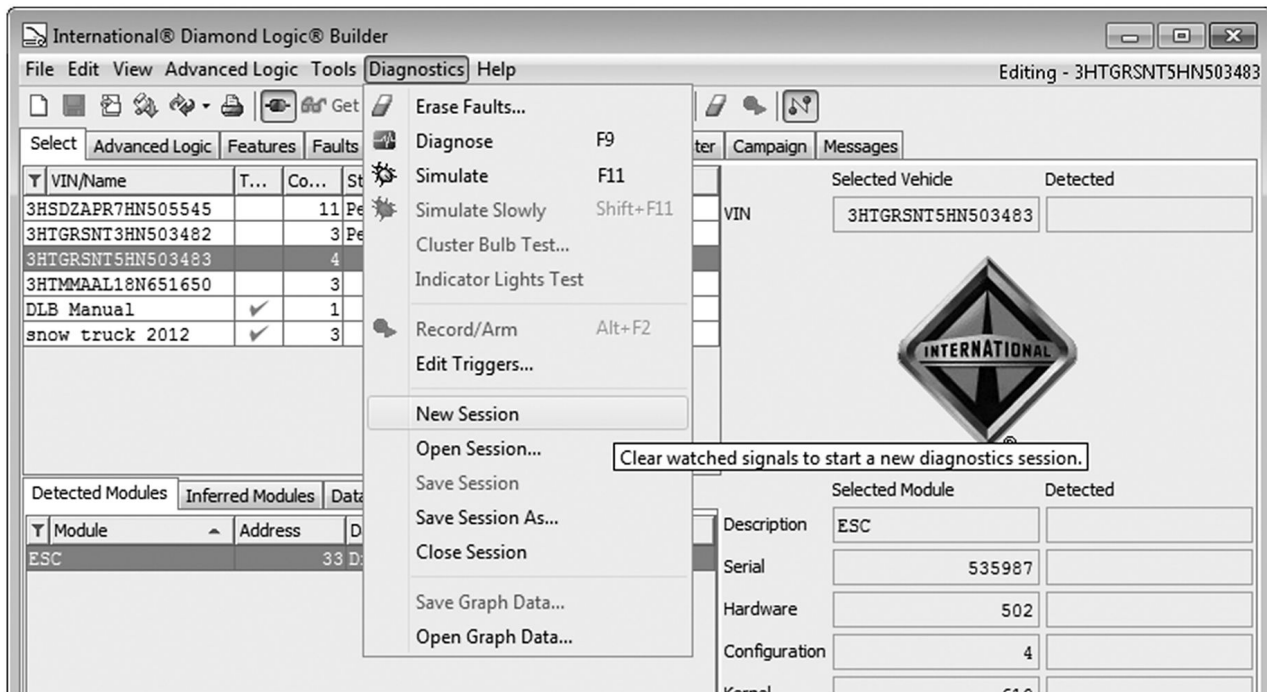 International® Diamond Logic® Builder
File Edit View Advanced Logic Tools Diagnostics Help Editing - 3HTGRSNT5HN503483
Get
Select Advanced Logic Features Faults ter Campaign Messages
VIN/Name T... Co... St
3HSDZAPR7HN505545 11 Pe
3HTGRSNT3HN503482 3 Pe
3HTGRSNT5HN503483 4
3HTMMAAL18N651650 3
DLB Manual 1
snow truck 2012 3
Erase Faults...
Diagnose F9
Simulate F11
Simulate Slowly Shift+F11
Cluster Bulb Test...
Indicator Lights Test
Record/Arm Alt+F2
Edit Triggers...
New Session
Open Session...
Save Session
Save Session As...
Close Session
Save Graph Data...
Open Graph Data...
Clear watched signals to start a new diagnostics session.
Selected Vehicle Detected
VIN 3HTGRSNT5HN503483
INTERNATIONAL
®
Detected Modules Inferred Modules Data
Module Address D
ESC 33 D
Selected Module Detected
Description ESC
Serial 535987
Hardware 502
Configuration 4